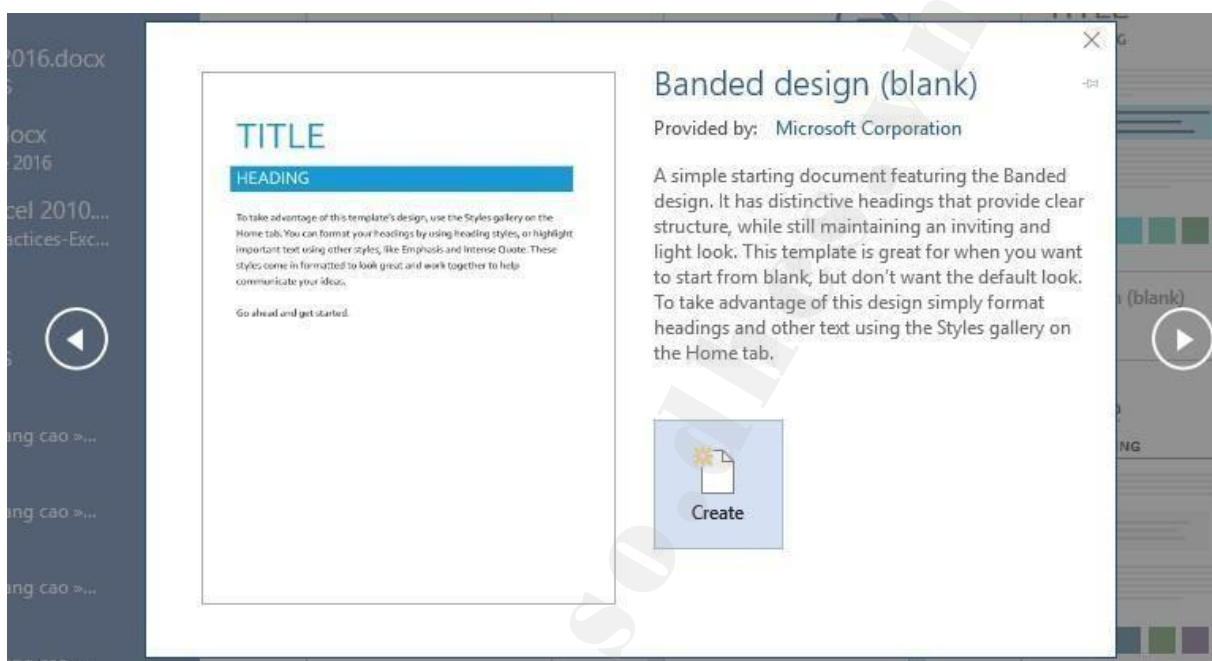 2016.docx
ocx
2016
cel 2010....
actices-Exc...
ang cao »...
ang cao »...
ang cao »...
TITLE
HEADING
To take advantage of this template's design, use the Styles gallery on the
Home tab. You can format your headings by using heading styles, or highlight
important text using other styles, like Emphasis and Intense Quote. These
styles come in formatted to look great and work together to help
communicate your ideas.
Go ahead and get started.
Banded design (blank)
Provided by: Microsoft Corporation
A simple starting document featuring the Banded
design. It has distinctive headings that provide clear
structure, while still maintaining an inviting and
light look. This template is great for when you want
to start from blank, but don't want the default look.
To take advantage of this design simply format
headings and other text using the Styles gallery on
the Home tab.
Create
(blank)
NG